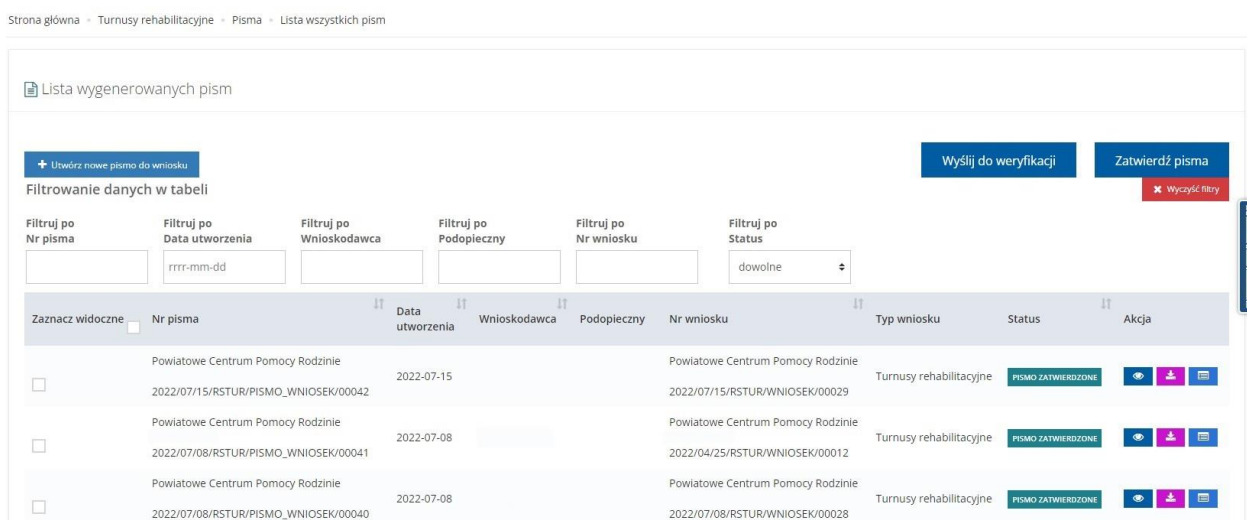 Strona główna • Turnusy rehabilitacyjne • Pisma • Lista wszystkich pism
Lista wygenerowanych pism
+ Utwórz nowe pismo do wniosku
Wyślij do weryfikacji
Zatwierdź pisma
Filtrowanie danych w tabeli
✖ Wyczyść filtry
Filtruj po Nr pisma
Filtruj po Data utworzenia
Filtruj po Wnioskodawca
Filtruj po Podopieczny
Filtruj po Nr wniosku
Filtruj po Status
rrrr-mm-dd
dowolne
Zaznacz widoczne Nr pisma Data utworzenia Wnioskodawca Podopieczny Nr wniosku Typ wniosku Status Akcja
Powiatowe Centrum Pomocy Rodzinie Powiatowe Centrum Pomocy Rodzinie
2022-07-15 Turnusy rehabilitacyjne PISMO ZATWIERDZONE
2022/07/15/RSTUR/PISMO_WNIOSEK/00042 2022/07/15/RSTUR/WNIOSEK/00029
Powiatowe Centrum Pomocy Rodzinie Powiatowe Centrum Pomocy Rodzinie
2022-07-08 Turnusy rehabilitacyjne PISMO ZATWIERDZONE
2022/07/08/RSTUR/PISMO_WNIOSEK/00041 2022/04/25/RSTUR/WNIOSEK/00012
Powiatowe Centrum Pomocy Rodzinie Powiatowe Centrum Pomocy Rodzinie
2022-07-08 Turnusy rehabilitacyjne PISMO ZATWIERDZONE
2022/07/08/RSTUR/PISMO_WNIOSEK/00040 2022/07/08/RSTUR/WNIOSEK/00028